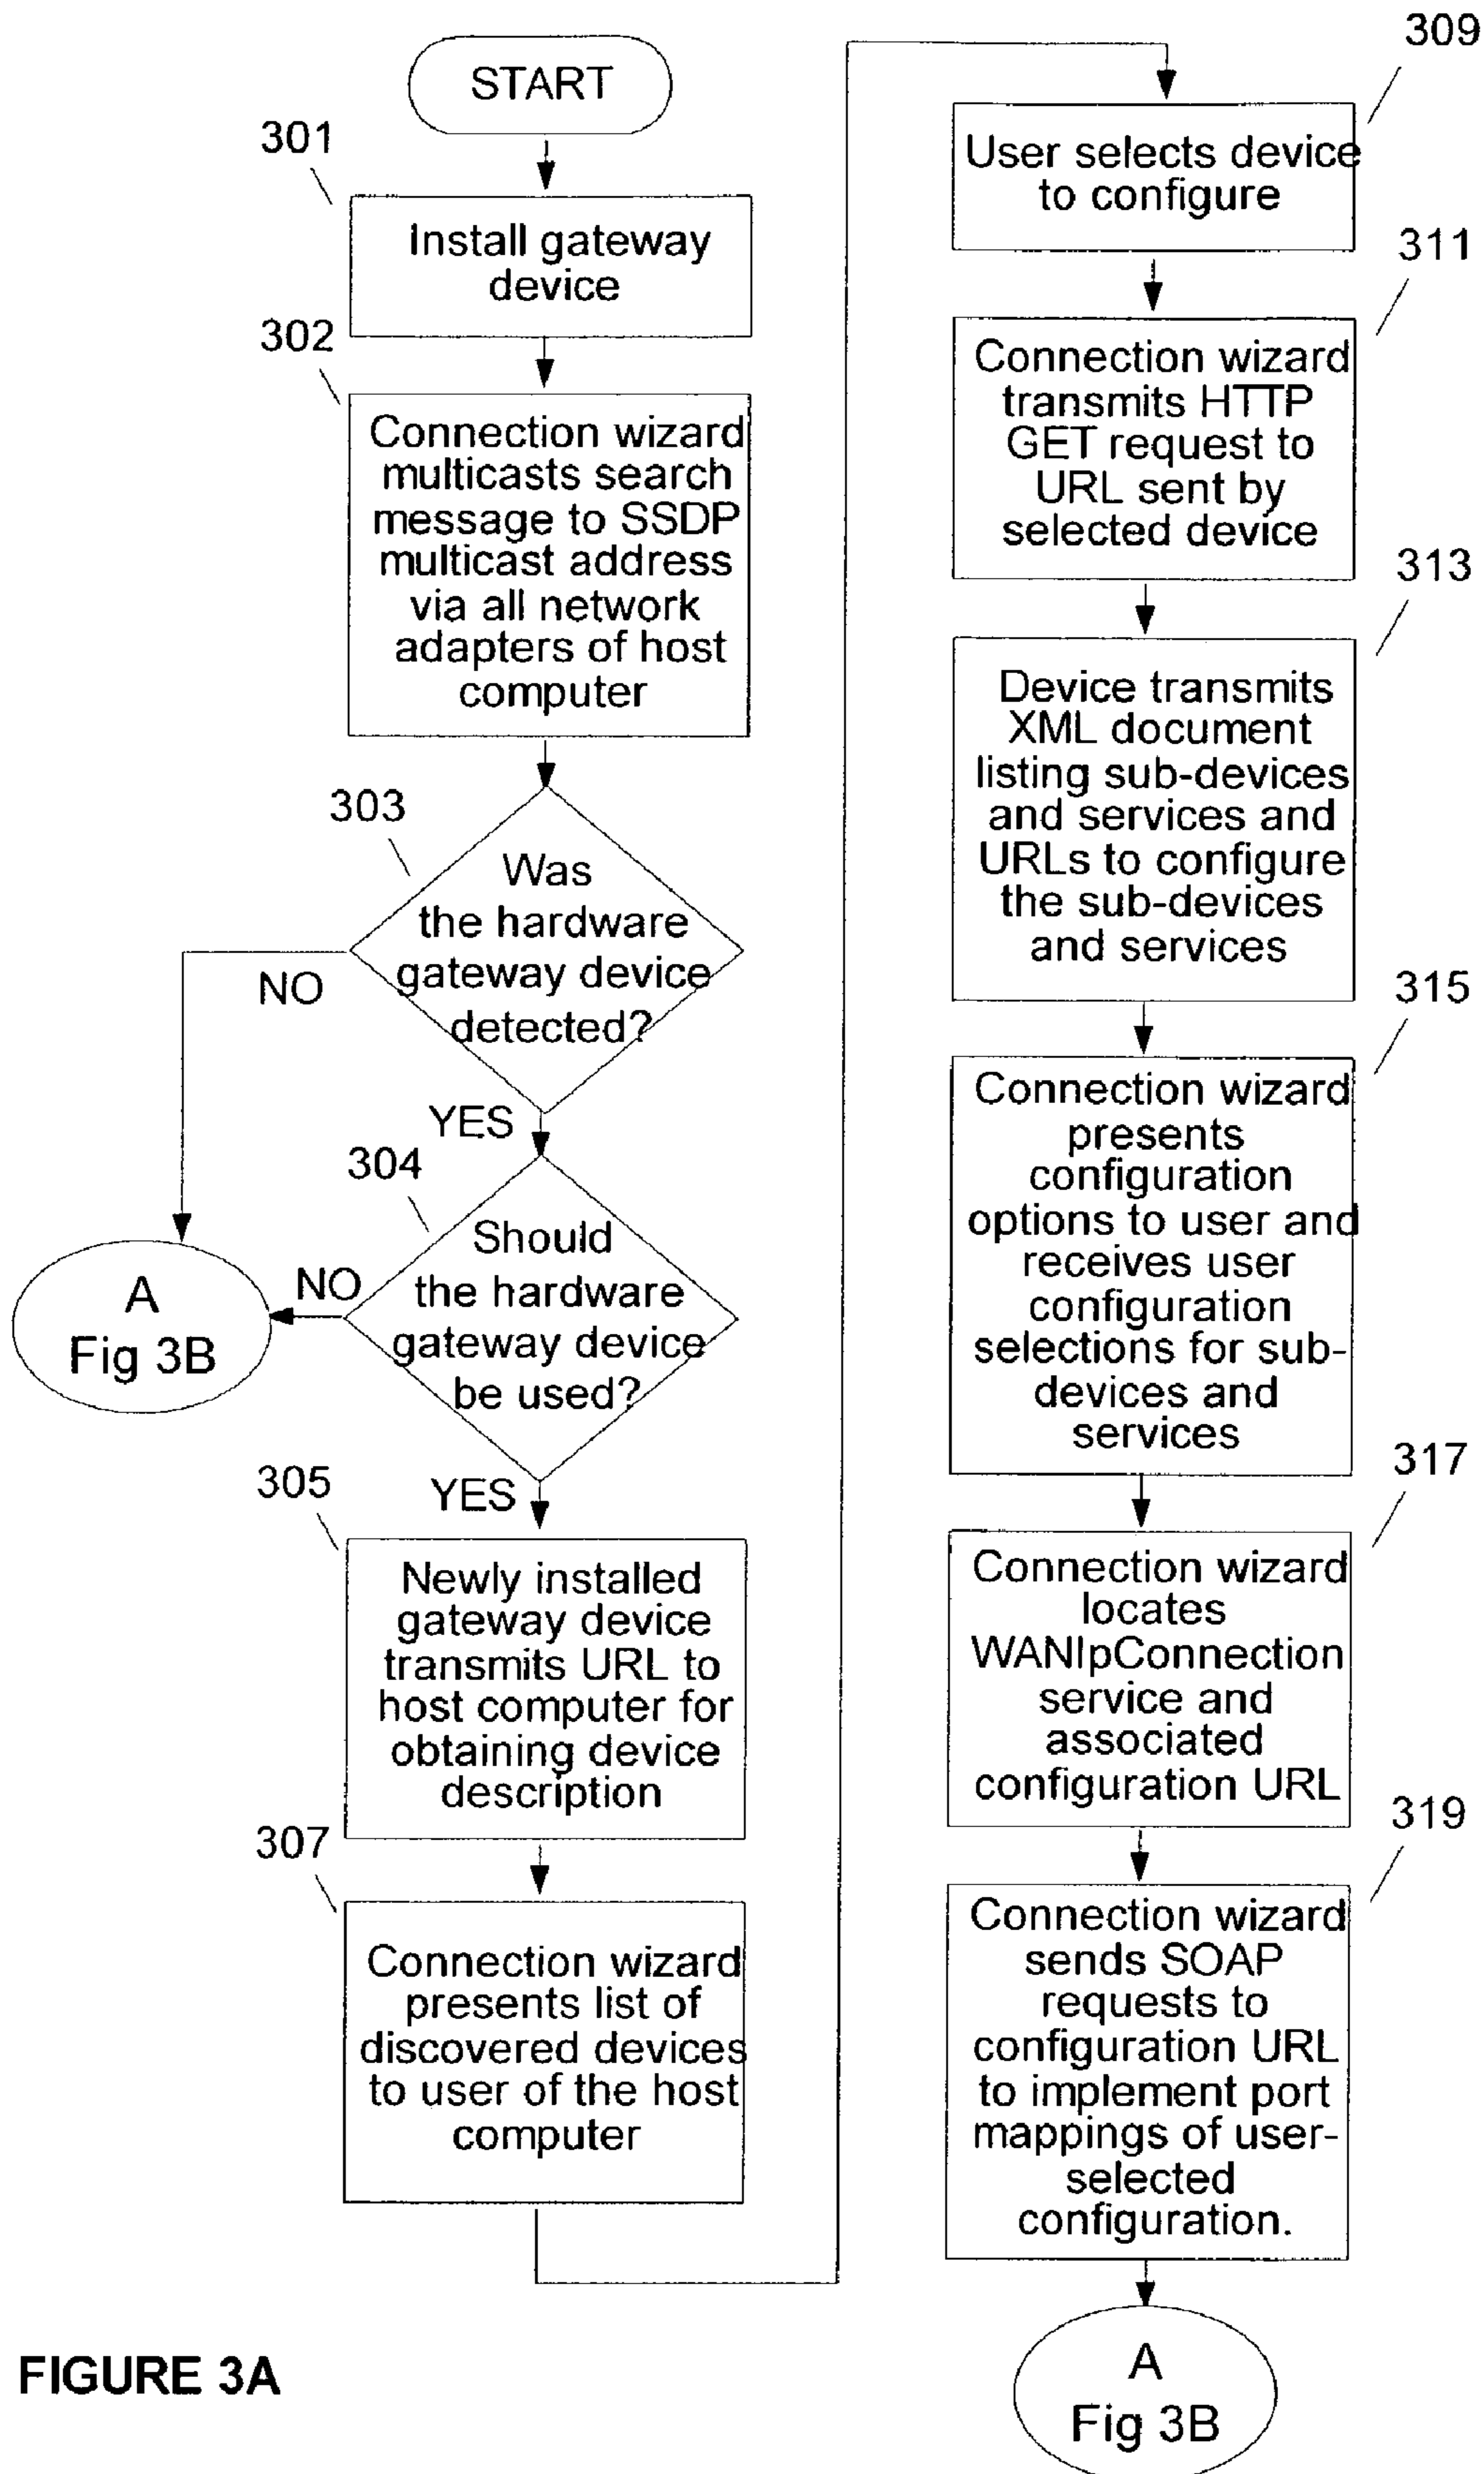 START
301
Install gateway
device
302
Connection wizard
multicasts search
message to SSDP
multicast address
via all network
adapters of host
computer
303
Was
the hardware
gateway device
detected?
NO
YES
304
Should
the hardware
gateway device
be used?
NO
A
Fig 3B
YES
305
Newly installed
gateway device
transmits URL to
host computer for
obtaining device
description
307
Connection wizard
presents list of
discovered devices
to user of the host
computer
309
User selects device
to configure
311
Connection wizard
transmits HTTP
GET request to
URL sent by
selected device
313
Device transmits
XML document
listing sub-devices
and services and
URLs to configure
the sub-devices
and services
315
Connection wizard
presents
configuration
options to user and
receives user
configuration
selections for sub-
devices and
services
317
Connection wizard
locates
WANIpConnection
service and
associated
configuration URL
319
Connection wizard
sends SOAP
requests to
configuration URL
to implement port
mappings of user-
selected
configuration.
A
Fig 3B
FIGURE 3A